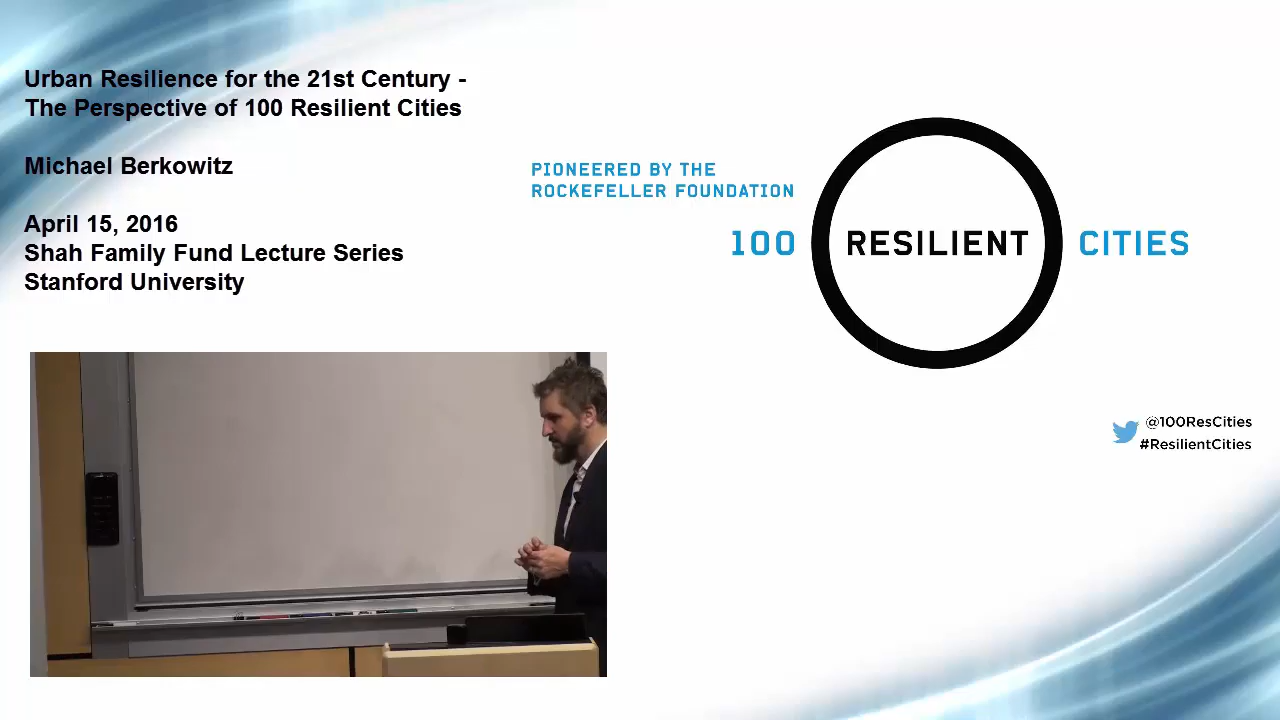 Urban Resilience for the 21st Century -
The Perspective of 100 Resilient Cities
Michael Berkowitz
April 15, 2016
Shah Family Fund Lecture Series
Stanford University
PIONEERED BY THE
ROCKEFELLER FOUNDATION
100 RESILIENT CITIES
@100ResCities
#ResilientCities